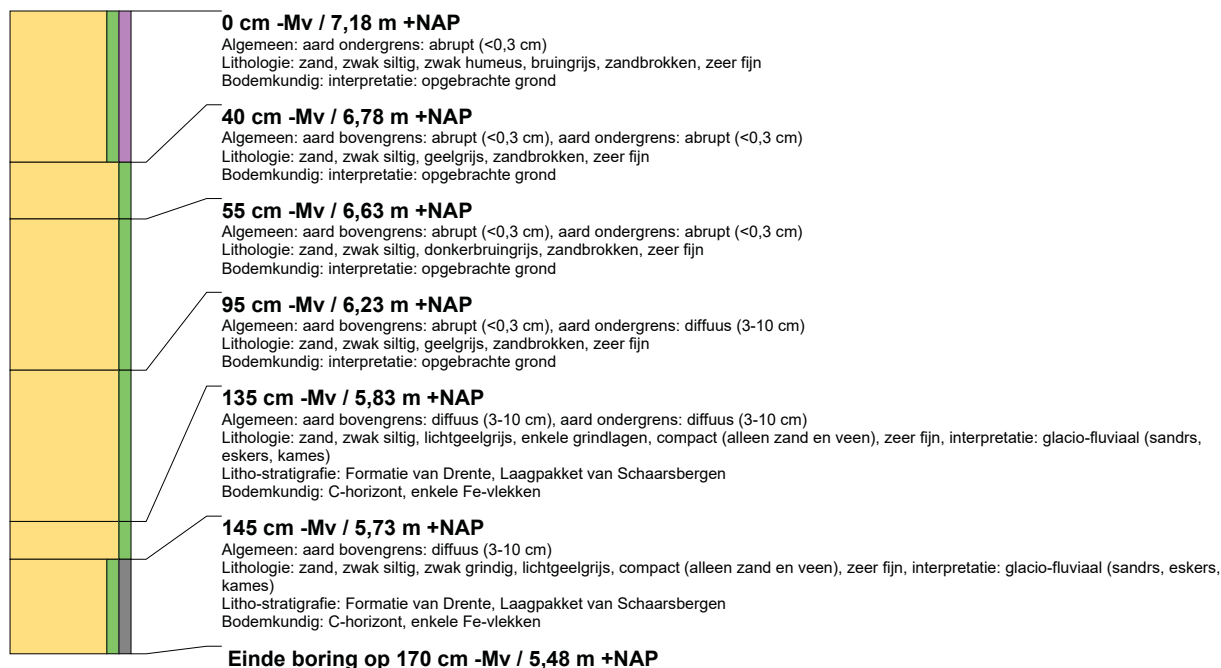 0 cm -Mv / 7,18 m +NAP
Algemeen: aard ondergrens: abrupt (<0,3 cm)
Lithologie: zand, zwak siltig, zwak humeus, bruingrijs, zandbrokken, zeer fijn
Bodemkundig: interpretatie: opgebrachte grond
40 cm -Mv / 6,78 m +NAP
Algemeen: aard bovengrens: abrupt (<0,3 cm), aard ondergrens: abrupt (<0,3 cm)
Lithologie: zand, zwak siltig, geelgrijs, zandbrokken, zeer fijn
Bodemkundig: interpretatie: opgebrachte grond
55 cm -Mv / 6,63 m +NAP
Algemeen: aard bovengrens: abrupt (<0,3 cm), aard ondergrens: abrupt (<0,3 cm)
Lithologie: zand, zwak siltig, donkerbruingrijs, zandbrokken, zeer fijn
Bodemkundig: interpretatie: opgebrachte grond
95 cm -Mv / 6,23 m +NAP
Algemeen: aard bovengrens: abrupt (<0,3 cm), aard ondergrens: diffuus (3-10 cm)
Lithologie: zand, zwak siltig, geelgrijs, zandbrokken, zeer fijn
Bodemkundig: interpretatie: opgebrachte grond
135 cm -Mv / 5,83 m +NAP
Algemeen: aard bovengrens: diffuus (3-10 cm), aard ondergrens: diffuus (3-10 cm)
Lithologie: zand, zwak siltig, lichtgeelgrijs, enkele grindlagen, compact (alleen zand en veen), zeer fijn, interpretatie: glacio-fluviaal (sandrs,
eskers, kames)
Litho-stratigrafie: Formatie van Drente, Laagpakket van Schaarsbergen
Bodemkundig: C-horizont, enkele Fe-vlekken
145 cm -Mv / 5,73 m +NAP
Algemeen: aard bovengrens: diffuus (3-10 cm)
Lithologie: zand, zwak siltig, zwak grindig, lichtgeelgrijs, compact (alleen zand en veen), zeer fijn, interpretatie: glacio-fluviaal (sandrs, eskers,
kames)
Litho-stratigrafie: Formatie van Drente, Laagpakket van Schaarsbergen
Bodemkundig: C-horizont, enkele Fe-vlekken
Einde boring op 170 cm -Mv / 5,48 m +NAP